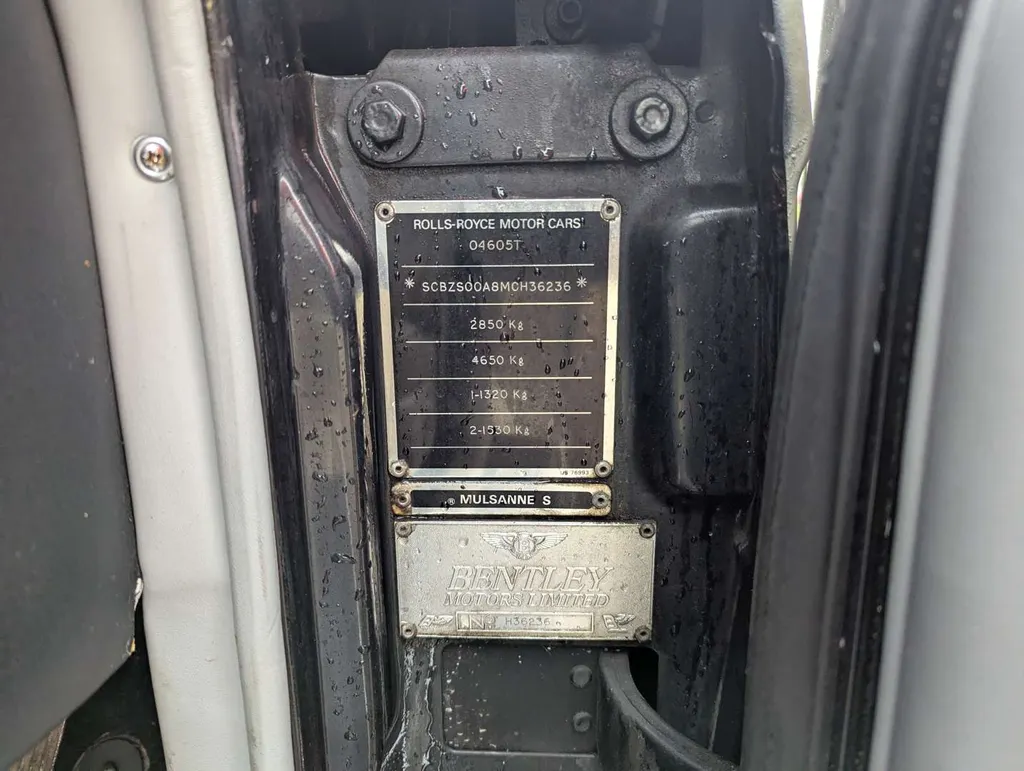 ROLLS-ROYCE MOTOR CARS
04605T
* SCBZS00A8MCH36236 *
2850 Kg
4650 Kg
1-1320 Kg
2-1530 Kg
® MULSANNE S
BENTLEY
MOTORS LIMITED
H36236